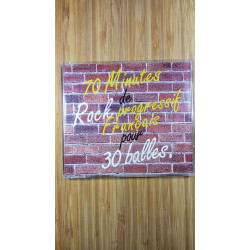 70 Minutes
de
Rock progressif
Français
pour
30 balles.